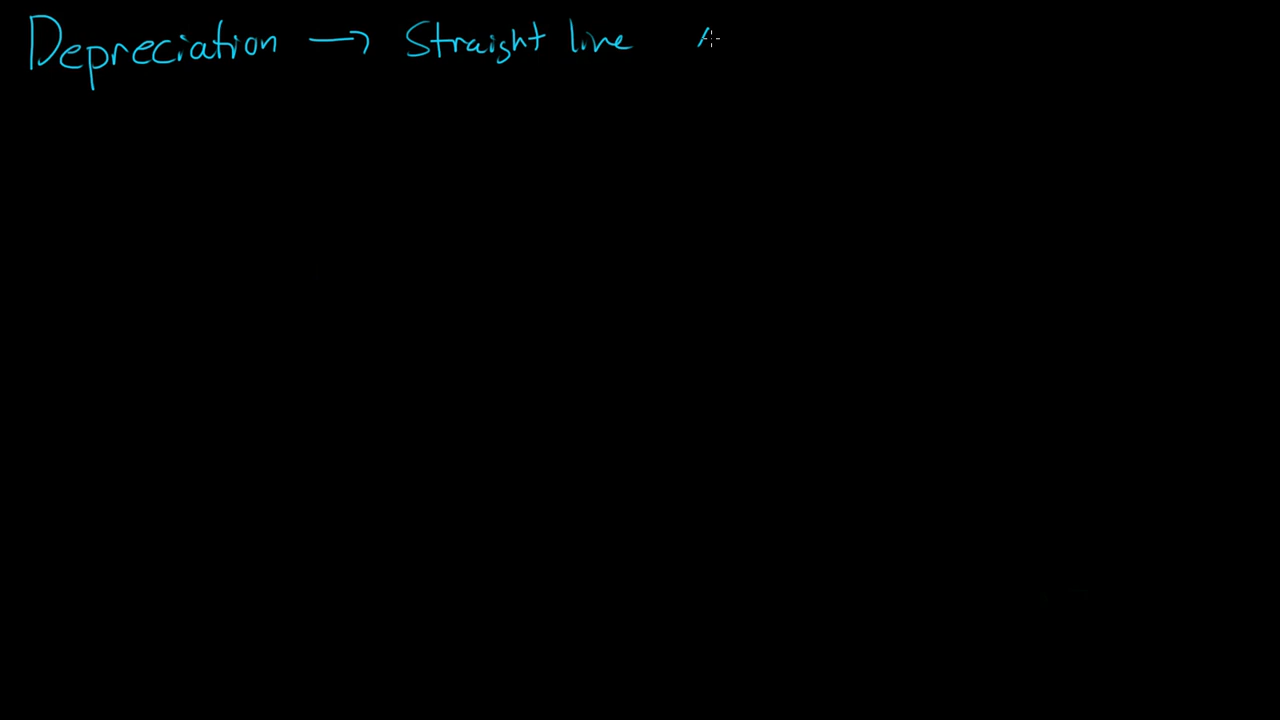 Depreciation → Straight line